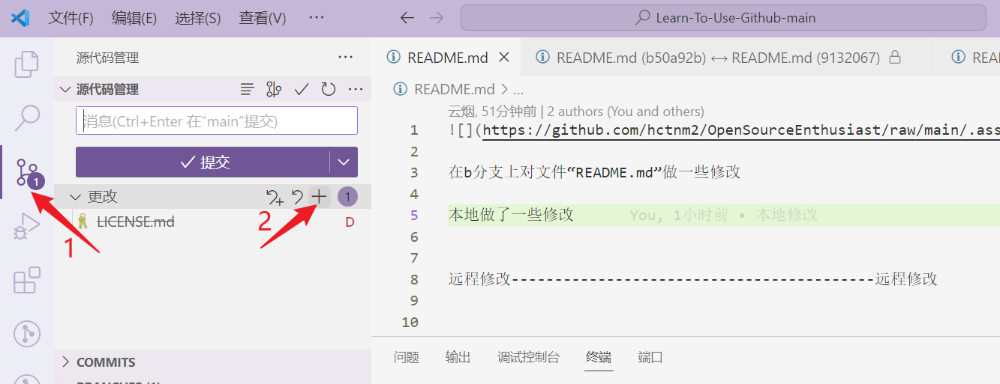 文件(F) 编辑(E) 选择(S) 查看(V) ··· Learn-To-Use-Github-main
源代码管理 ···
源代码管理 ···
消息(Ctrl+Enter 在“main”提交)
提交
更改 1
LICENSE.md D
1
1
2
COMMITS
README.md
README.md (b50a92b) ↔ README.md (9132067)
README.md > ...
云烟, 51分钟前 | 2 authors (You and others)
1 ![](https://github.com/hctnm2/OpenSourceEnthusiast/raw/main/.ass
2
3 在b分支上对文件“README.md”做一些修改
4
5 本地做了一些修改 You, 1小时前 • 本地修改
6
7
8 远程修改------------------------------------------远程修改
9
10
问题 输出 调试控制台 终端 端口